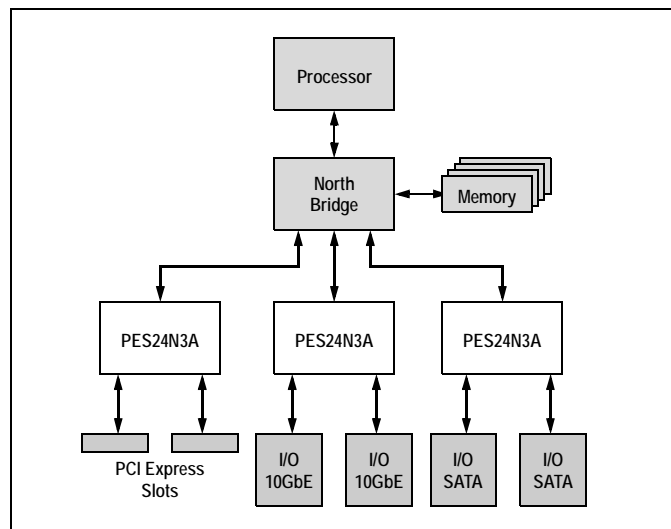 Processor
North
Bridge
Memory
PES24N3A
PES24N3A
PES24N3A
PCI Express
Slots
I/O
10GbE
I/O
10GbE
I/O
SATA
I/O
SATA